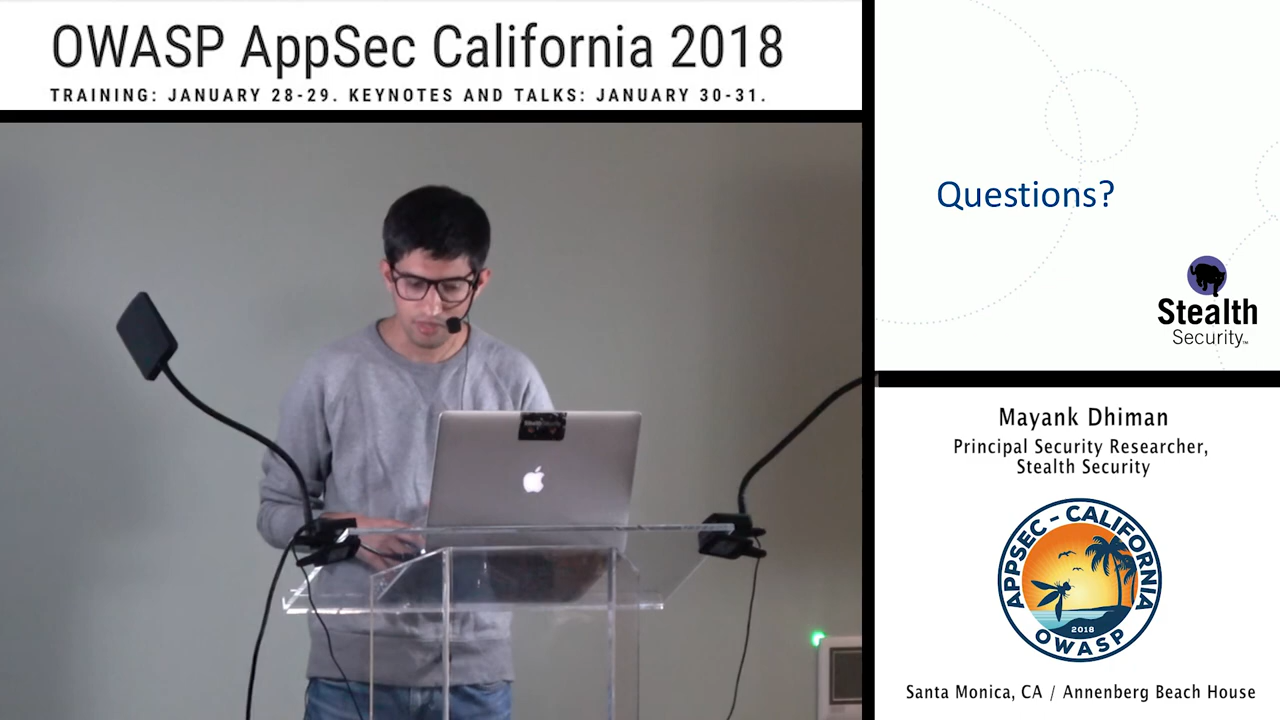 OWASP AppSec California 2018
TRAINING: JANUARY 28-29. KEYNOTES AND TALKS: JANUARY 30-31.
Questions?
Stealth
Security™
Mayank Dhiman
Principal Security Researcher,
Stealth Security
APPSEC - CALIFORNIA
2018
OWASP
Santa Monica, CA / Annenberg Beach House